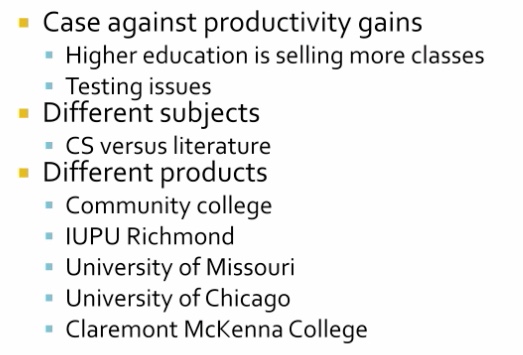 Case against productivity gains
Higher education is selling more classes
Testing issues
Different subjects
CS versus literature
Different products
Community college
IUPU Richmond
University of Missouri
University of Chicago
Claremont McKenna College